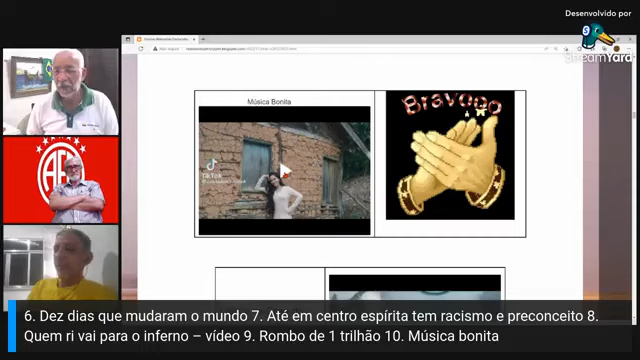 Desenvolvido por
StreamYard
Música Bonita
TikTok
Bravooo
6. Dez dias que mudaram o mundo 7. Até em centro espírita tem racismo e preconceito 8.
Quem ri vai para o inferno – vídeo 9. Rombo de 1 trilhão 10. Música bonita